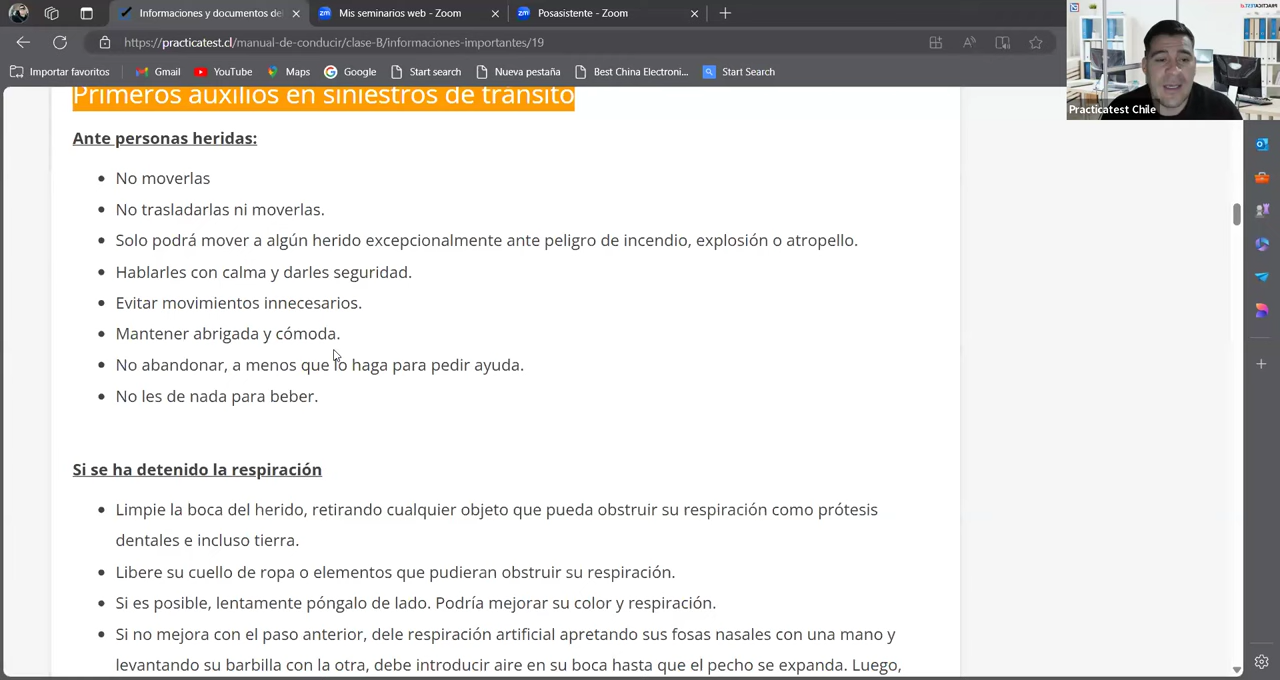 Informaciones y documentos del
Mis seminarios web - Zoom
Posasistente - Zoom
https://practicatest.cl/manual-de-conducir/clase-B/informaciones-importantes/19
Importar favoritos
Gmail
YouTube
Maps
Google
Start search
Nueva pestaña
Best China Electroni...
Start Search
Practicatest Chile
Primeros auxilios en siniestros de tránsito
Ante personas heridas:
No moverlas
No trasladarlas ni moverlas.
Solo podrá mover a algún herido excepcionalmente ante peligro de incendio, explosión o atropello.
Hablarles con calma y darles seguridad.
Evitar movimientos innecesarios.
Mantener abrigada y cómoda.
No abandonar, a menos que lo haga para pedir ayuda.
No les de nada para beber.
Si se ha detenido la respiración
Limpie la boca del herido, retirando cualquier objeto que pueda obstruir su respiración como prótesis
dentales e incluso tierra.
Libere su cuello de ropa o elementos que pudieran obstruir su respiración.
Si es posible, lentamente póngalo de lado. Podría mejorar su color y respiración.
Si no mejora con el paso anterior, dele respiración artificial apretando sus fosas nasales con una mano y
levantando su barbilla con la otra, debe introducir aire en su boca hasta que el pecho se expanda. Luego,